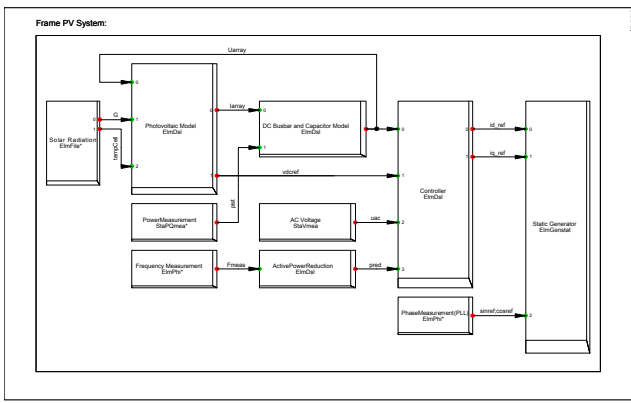 Frame PV System:
Uarray
0
0
1
Solar Radiation
ElmFile*
G
tempCell
0
1
2
Photovoltaic Model
ElmDsl
0
1
Iarray
0
1
DC Busbar and Capacitor Model
ElmDsl
vdcref
pist
PowerMeasurement
StaPQmea*
AC Voltage
StaVmea
uac
Frequency Measurement
ElmPhi*
Fmeas
ActivePowerReduction
ElmDsl
pred
0
1
2
3
Controller
ElmDsl
0
1
id_ref
iq_ref
PhaseMeasurement(PLL)
ElmPhi*
sinref;cosref
0
1
2
Static Generator
ElmGenstat